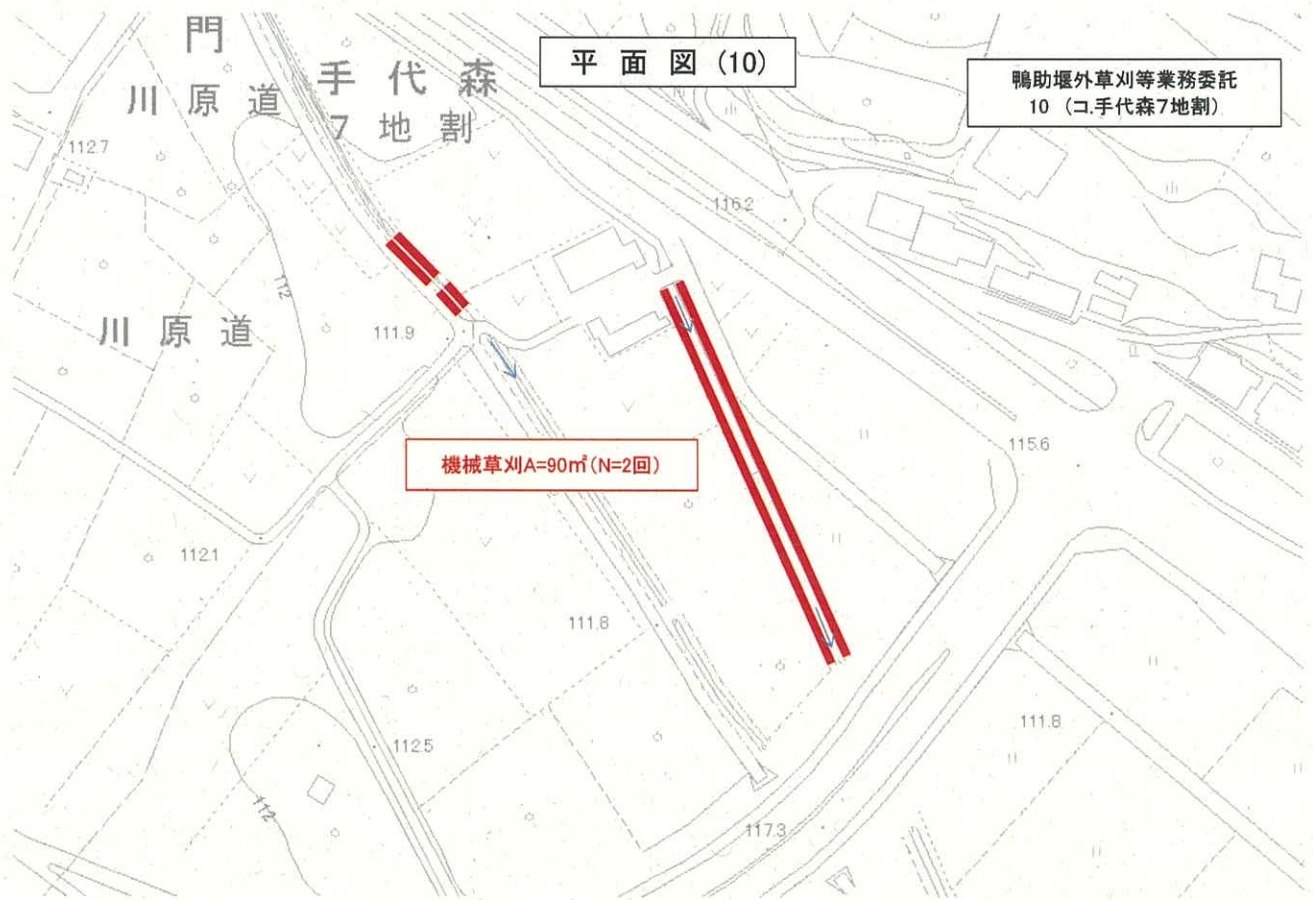 平面図 (10)
鴨助堰外草刈等業務委託
10 (コ.手代森7地割)
門
川原道
手代森
7地割
112.7
116.2
112
川原道
111.9
115.6
機械草刈A=90㎡(N=2回)
112.1
111.8
111.8
112.5
112
117.3